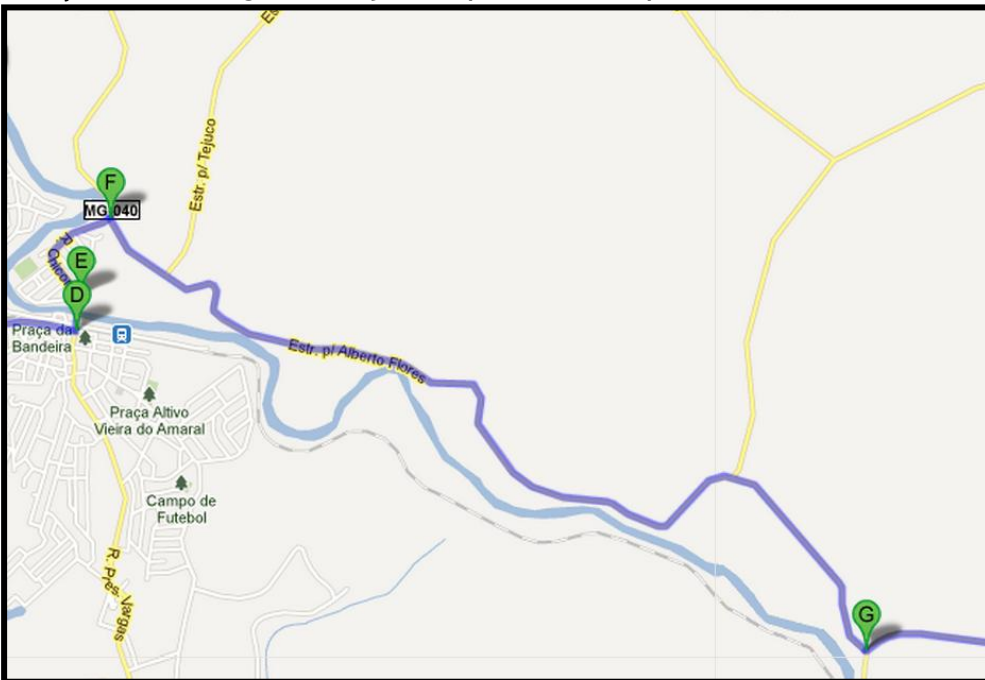 Estr. p/ Tejuco
F
MG-040
E
D
Praça da
Bandeira
Estr. p/ Alberto Flores
Praça Altivo
Vieira do Amaral
Campo de
Futebol
R. Pres. Vargas
G